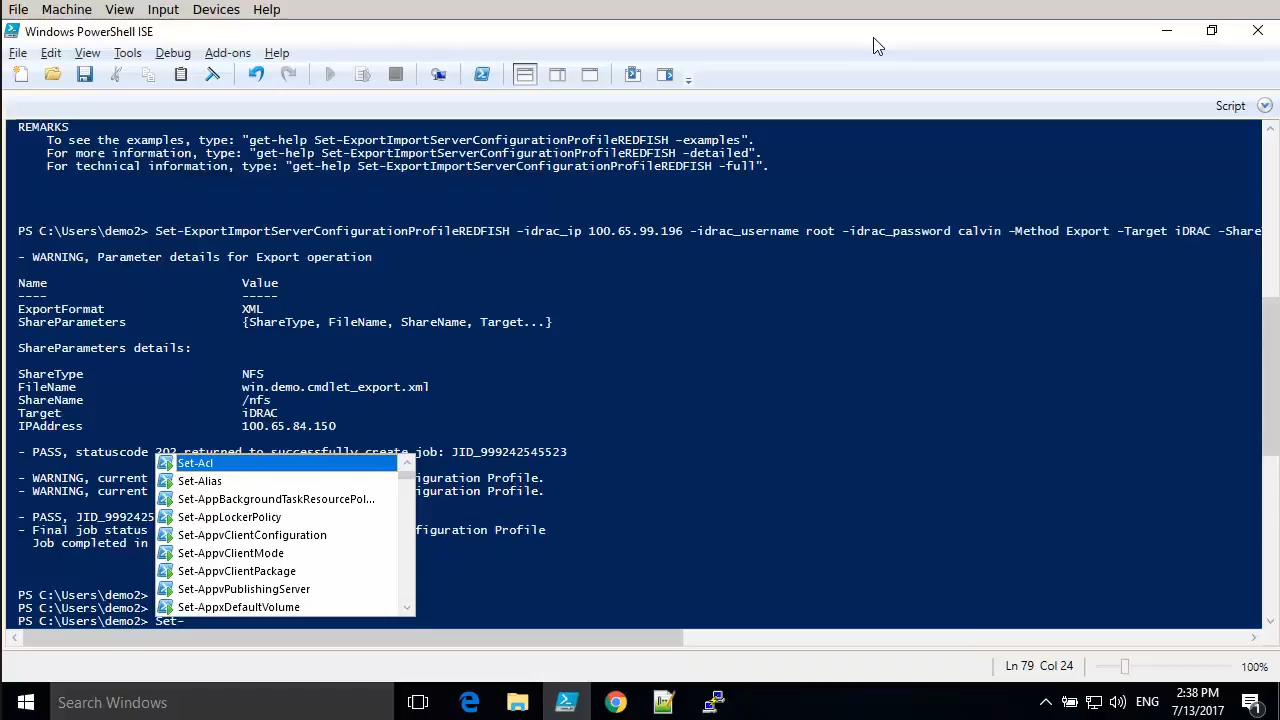 File Machine View Input Devices Help
Windows PowerShell ISE
File Edit View Tools Debug Add-ons Help
Script
REMARKS
To see the examples, type: "get-help Set-ExportImportServerConfigurationProfileREDFISH -examples".
For more information, type: "get-help Set-ExportImportServerConfigurationProfileREDFISH -detailed".
For technical information, type: "get-help Set-ExportImportServerConfigurationProfileREDFISH -full".
PS C:\Users\demo2> Set-ExportImportServerConfigurationProfileREDFISH -idrac_ip 100.65.99.196 -idrac_username root -idrac_password calvin -Method Export -Target iDRAC -Share
- WARNING, Parameter details for Export operation
Name Value
---- -----
ExportFormat XML
ShareParameters {ShareType, FileName, ShareName, Target...}
ShareParameters details:
ShareType NFS
FileName win.demo.cmdlet_export.xml
ShareName /nfs
Target iDRAC
IPAddress 100.65.84.150
- PASS, statuscode 202 returned to successfully create job: JID_999242545523
- WARNING, current iguration Profile.
- WARNING, current iguration Profile.
- PASS, JID_9992425
- Final job status figuration Profile
Job completed in
PS C:\Users\demo2>
PS C:\Users\demo2>
PS C:\Users\demo2> Set-
Set-Acl
Set-Alias
Set-AppBackgroundTaskResourcePol...
Set-AppLockerPolicy
Set-AppvClientConfiguration
Set-AppvClientMode
Set-AppvClientPackage
Set-AppvPublishingServer
Set-AppxDefaultVolume
Ln 79 Col 24 100%
Search Windows
ENG
2:38 PM
7/13/2017
1